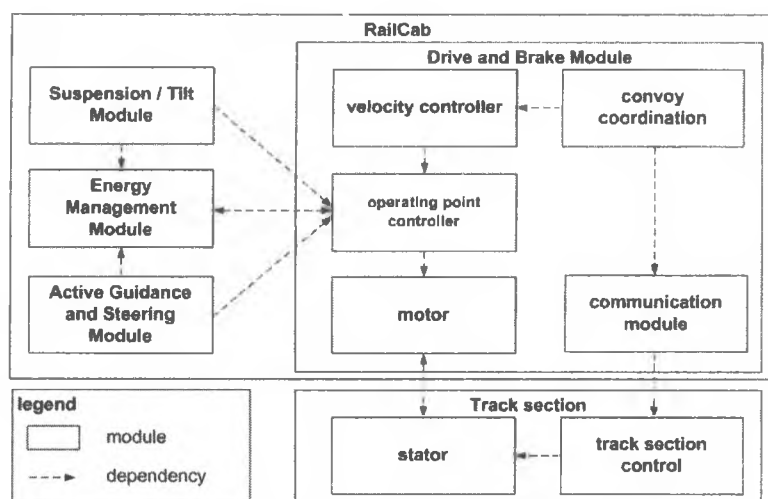 RailCab
Drive and Brake Module
Suspension / Tilt
Module
velocity controller
convoy
coordination
Energy
Management
Module
operating point
controller
Active Guidance
and Steering
Module
motor
communication
module
legend
module
dependency
Track section
stator
track section
control